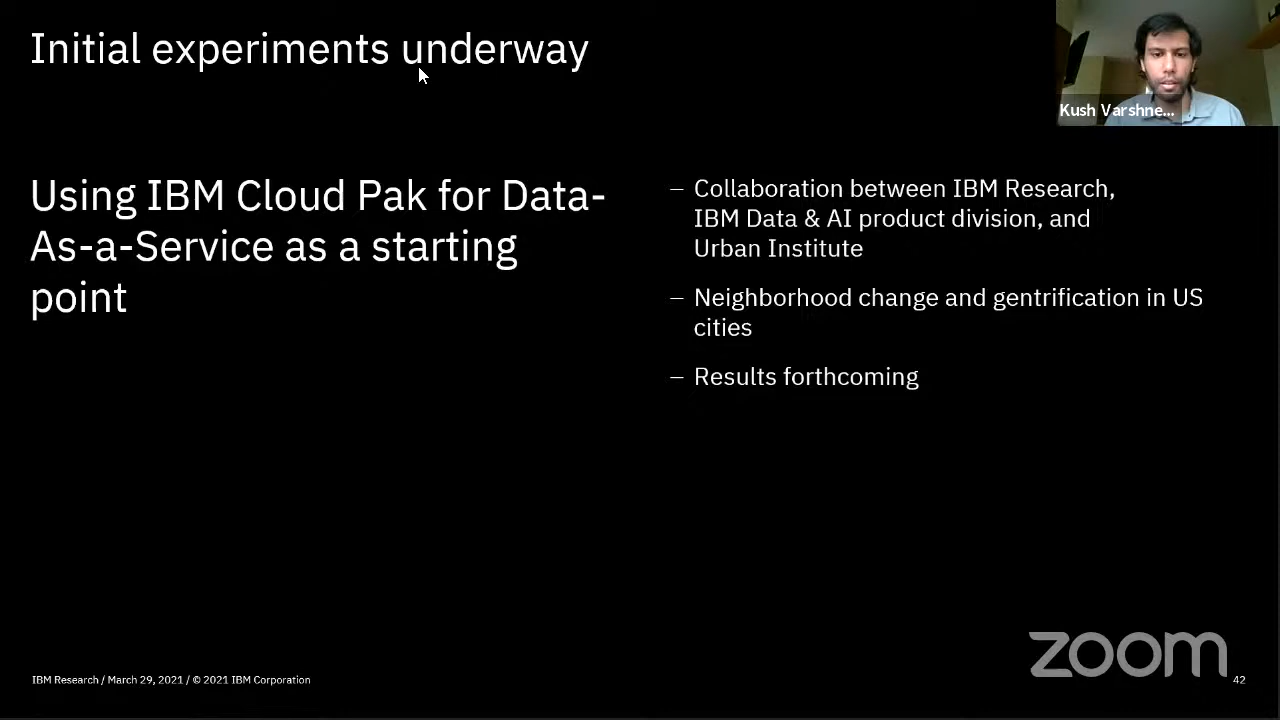 Initial experiments underway
Kush Varshne...
Using IBM Cloud Pak for Data-
As-a-Service as a starting
point
– Collaboration between IBM Research,
IBM Data & AI product division, and
Urban Institute
– Neighborhood change and gentrification in US
cities
– Results forthcoming
zoom
IBM Research / March 29, 2021 / © 2021 IBM Corporation
42